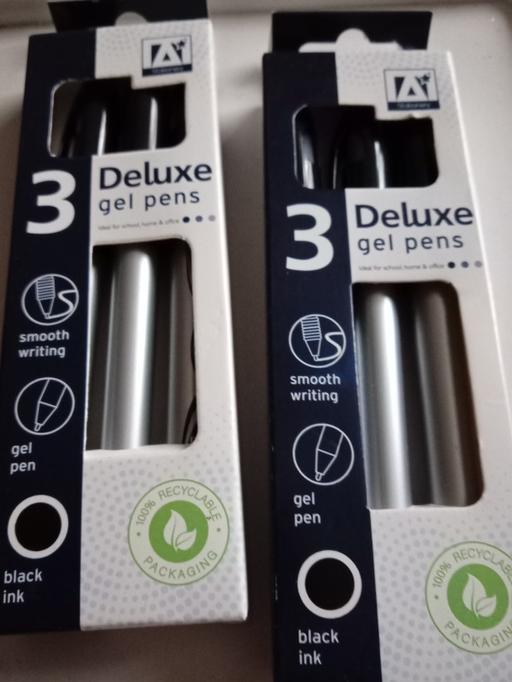 A*
Stationery
3
Deluxe
gel pens
Ideal for school, home & office
smooth
writing
gel
pen
black
ink
100% RECYCLABLE
PACKAGING
A*
Stationery
3
Deluxe
gel pens
Ideal for school, home & office
smooth
writing
gel
pen
black
ink
100% RECYCLABLE
PACKAGING